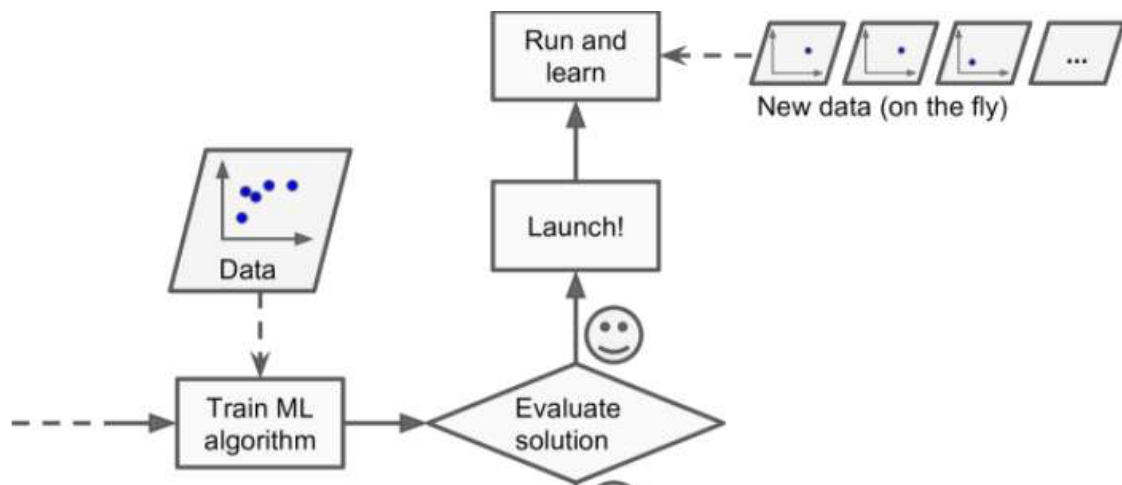 Run and
learn
...
New data (on the fly)
Launch!
Data
Train ML
algorithm
Evaluate
solution